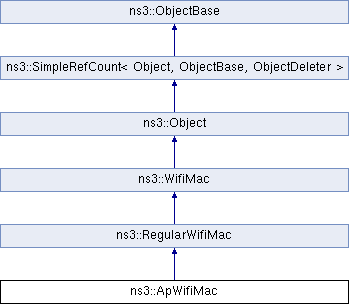 ns3::ObjectBase
ns3::SimpleRefCount< Object, ObjectBase, ObjectDeleter >
ns3::Object
ns3::WifiMac
ns3::RegularWifiMac
ns3::ApWifiMac